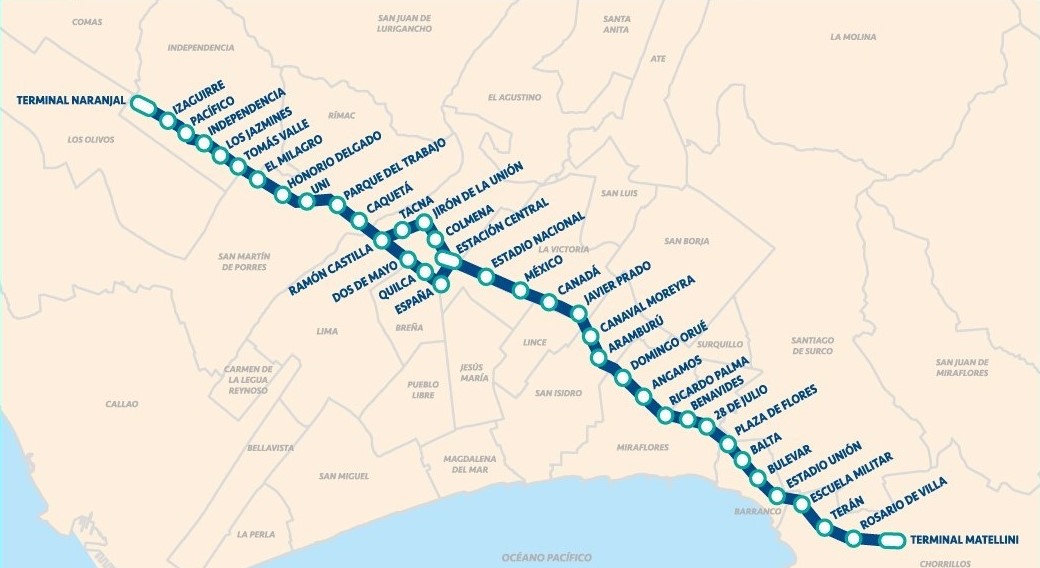 COMAS
SAN JUAN DE
LURIGANCHO
SANTA
ANITA
LA MOLINA
INDEPENDENCIA
ATE
EL AGUSTINO
RÍMAC
LOS OLIVOS
TERMINAL NARANJAL
IZAGUIRRE
PACÍFICO
INDEPENDENCIA
LOS JAZMINES
TOMÁS VALLE
EL MILAGRO
HONORIO DELGADO
UNI
PARQUE DEL TRABAJO
CAQUETÁ
TACNA
JIRÓN DE LA UNIÓN
COLMENA
ESTACIÓN CENTRAL
RAMÓN CASTILLA
DOS DE MAYO
QUILCA
ESPAÑA
ESTADIO NACIONAL
MÉXICO
CANADÁ
JAVIER PRADO
CANAVAL MOREYRA
ARAMBURÚ
DOMINGO ORUÉ
ANGAMOS
RICARDO PALMA
BENAVIDES
28 DE JULIO
PLAZA DE FLORES
BALTA
BULEVAR
ESTADIO UNIÓN
ESCUELA MILITAR
TERÁN
ROSARIO DE VILLA
TERMINAL MATELLINI
SAN LUIS
LA VICTORIA
SAN BORJA
SAN MARTÍN
DE PORRES
LIMA
BREÑA
LINCE
SURQUILLO
SANTIAGO
DE SURCO
SAN JUAN DE
MIRAFLORES
CARMEN DE
LA LEGUA
REYNOSO
JESÚS
MARÍA
PUEBLO
LIBRE
SAN ISIDRO
CALLAO
BELLAVISTA
MIRAFLORES
MAGDALENA
DEL MAR
SAN MIGUEL
BARRANCO
LA PERLA
OCÉANO PACÍFICO
CHORRILLOS